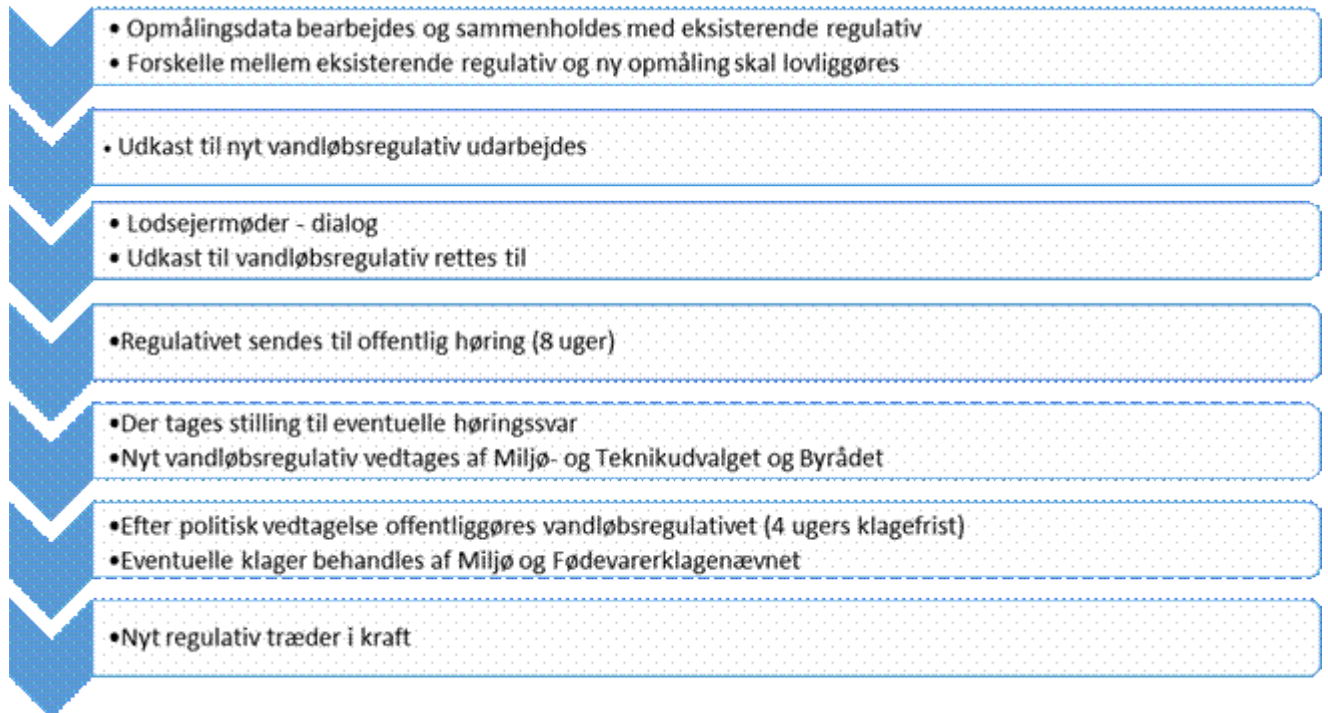 • Opmålingsdata bearbejdes og sammenholdes med eksisterende regulativ
• Forskelle mellem eksisterende regulativ og ny opmåling skal lovliggøres
• Udkast til nyt vandløbsregulativ udarbejdes
• Lodsejermøder - dialog
• Udkast til vandløbsregulativ rettes til
•Regulativet sendes til offentlig høring (8 uger)
•Der tages stilling til eventuelle høringssvar
•Nyt vandløbsregulativ vedtages af Miljø- og Teknikudvalget og Byrådet
•Efter politisk vedtagelse offentliggøres vandløbsregulativet (4 ugers klagefrist)
•Eventuelle klager behandles af Miljø og Fødevarerklagenævnet
•Nyt regulativ træder i kraft